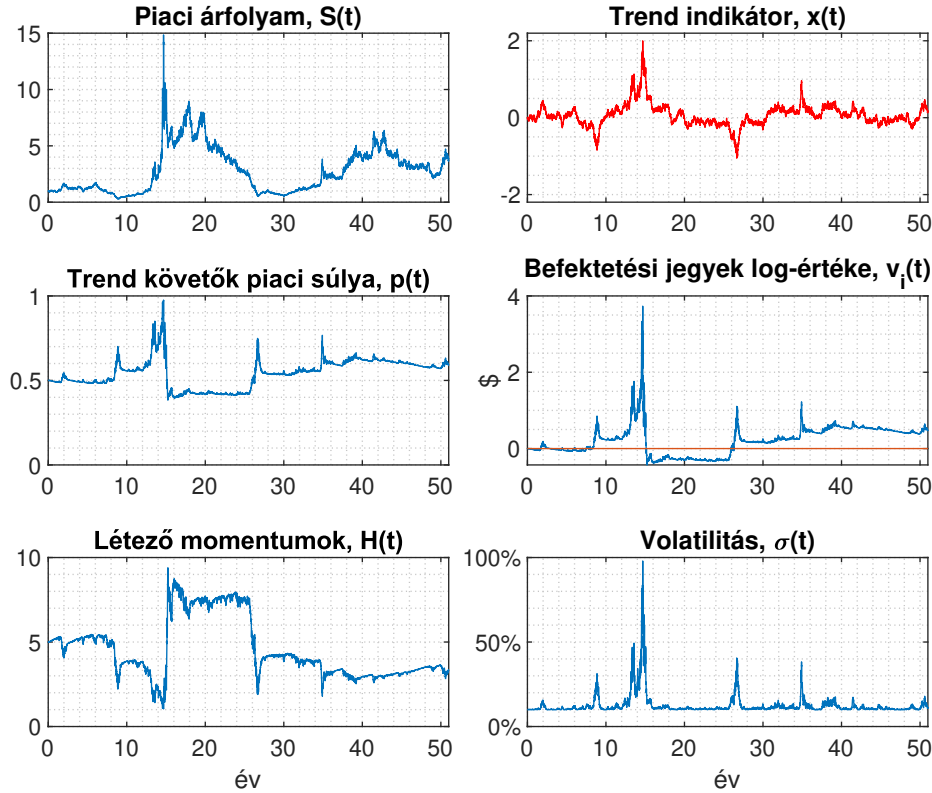 Piaci árfolyam, S(t)
15
10
5
0
0 10 20 30 40 50
Trend indikátor, x(t)
2
0
-2
0 10 20 30 40 50
Trend követők piaci súlya, p(t)
1
0.5
0
0 10 20 30 40 50
Befektetési jegyek log-értéke, v_i(t)
$
4
2
0
0 10 20 30 40 50
Létező momentumok, H(t)
10
5
0
0 10 20 30 40 50
év
Volatilitás, σ(t)
100%
50%
0%
0 10 20 30 40 50
év